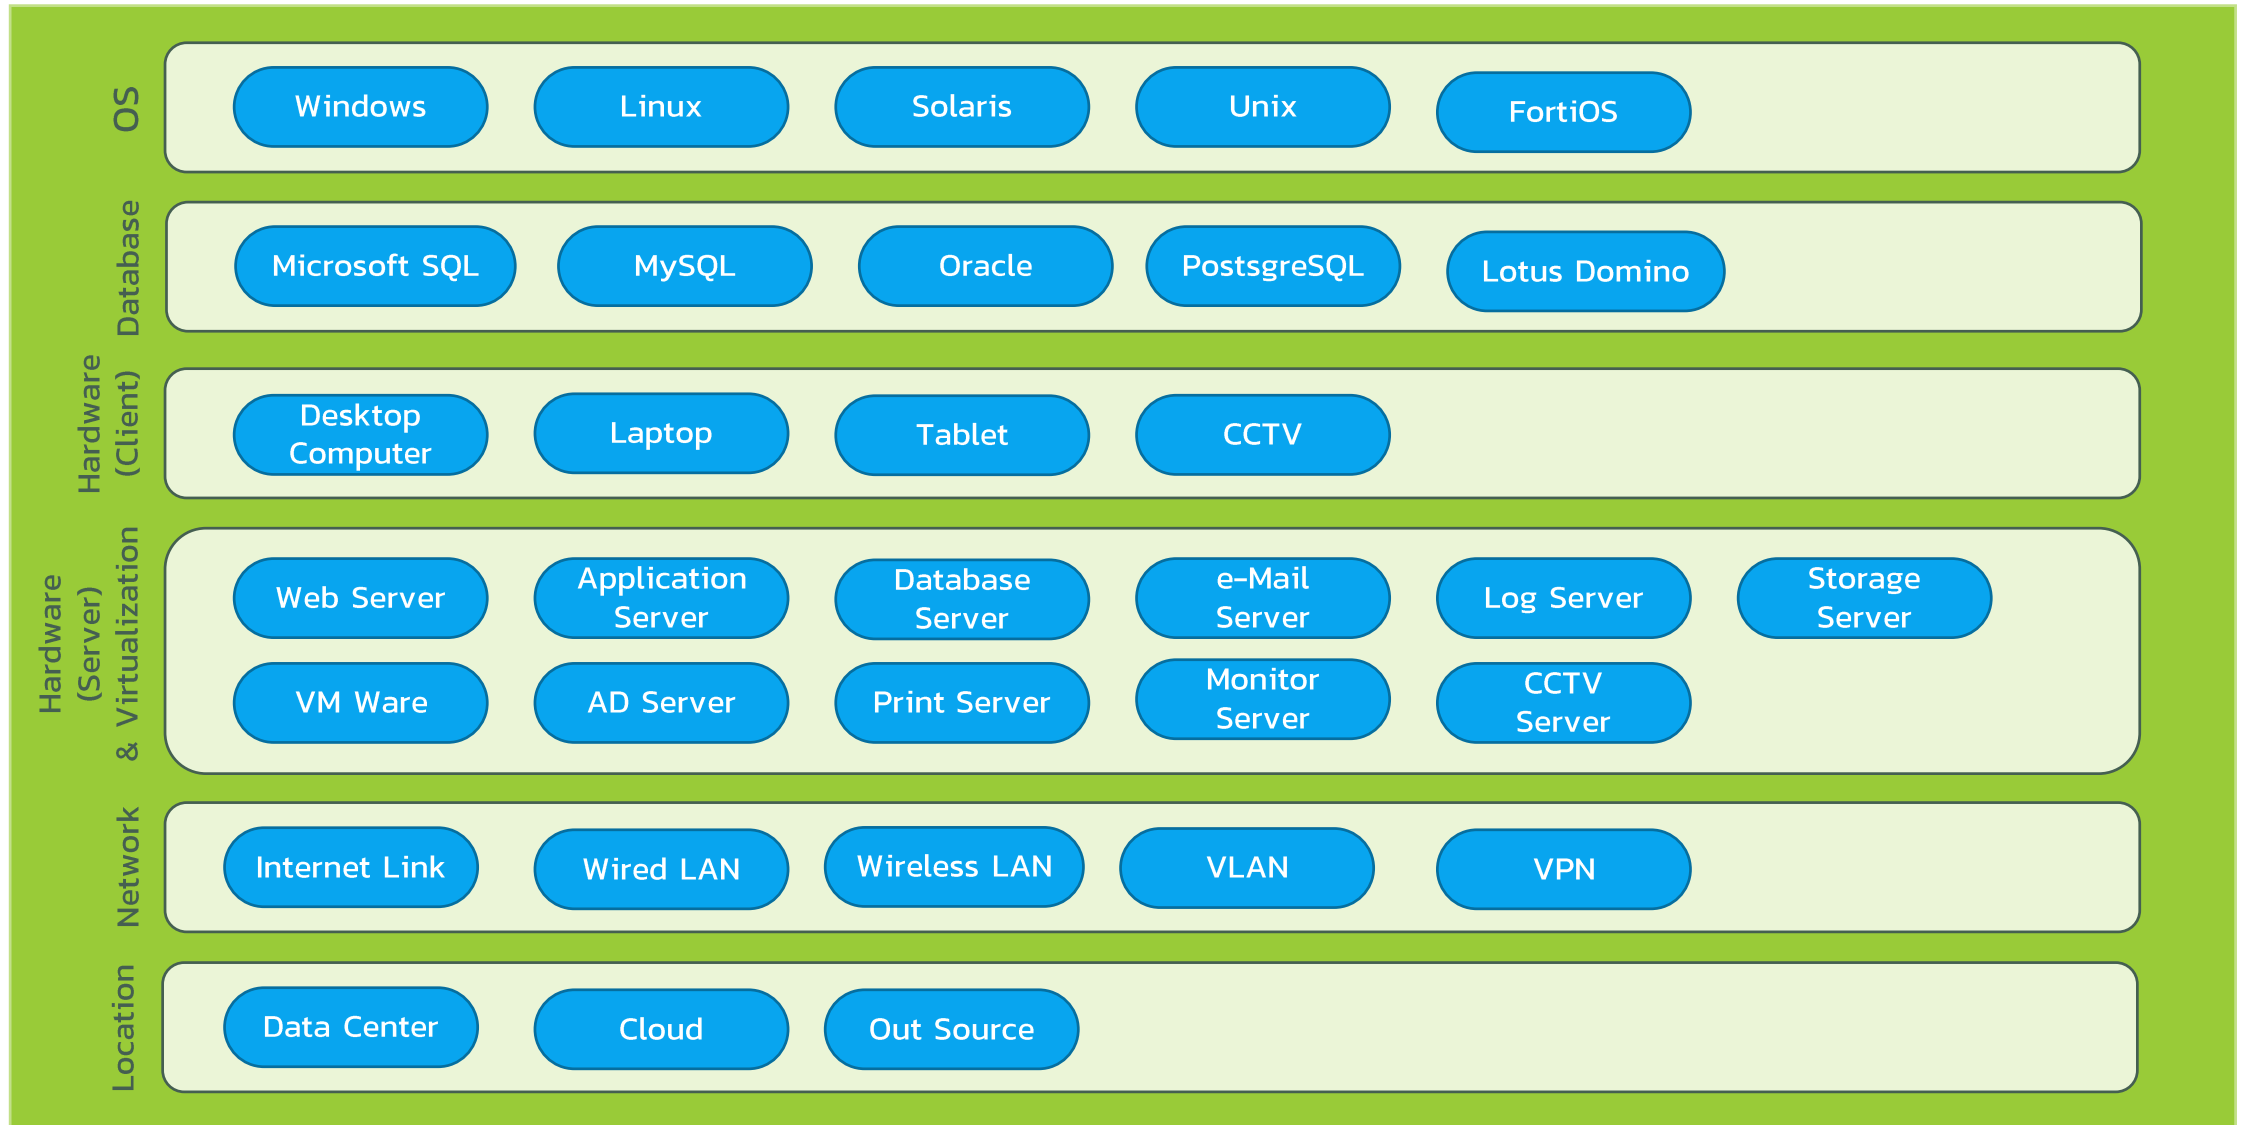 OS
Windows
Linux
Solaris
Unix
FortiOS
Database
Microsoft SQL
MySQL
Oracle
PostsgreSQL
Lotus Domino
Hardware
(Client)
Desktop
Computer
Laptop
Tablet
CCTV
Hardware
(Server)
& Virtualization
Web Server
Application
Server
Database
Server
e-Mail
Server
Log Server
Storage
Server
VM Ware
AD Server
Print Server
Monitor
Server
CCTV
Server
Network
Internet Link
Wired LAN
Wireless LAN
VLAN
VPN
Location
Data Center
Cloud
Out Source